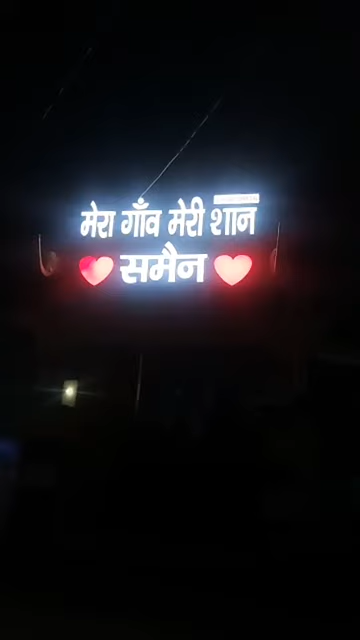 मेरा गाँव मेरी शान
❤ समैन ❤